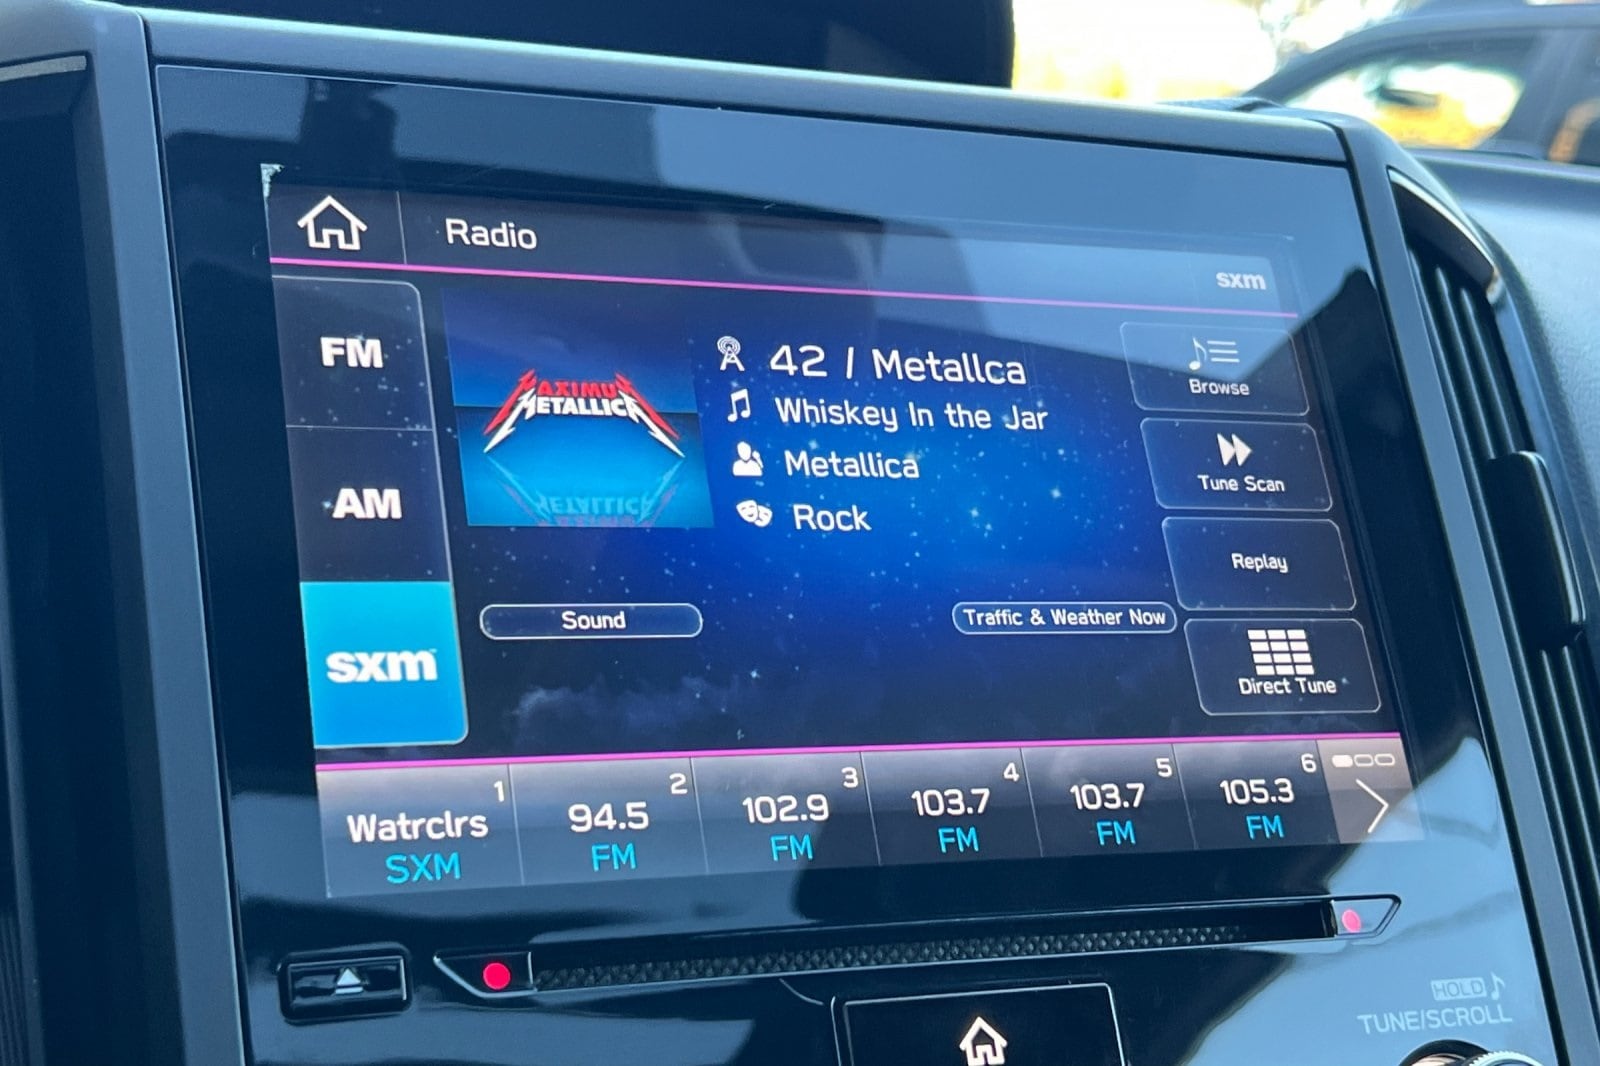 Radio
sxm
FM
AM
sxm
MAXIMUM
METALLICA
42 / Metallca
Whiskey In the Jar
Metallica
Rock
Browse
Tune Scan
Replay
Direct Tune
Sound
Traffic & Weather Now
1
Watrclrs
SXM
2
94.5
FM
3
102.9
FM
4
103.7
FM
5
103.7
FM
6
105.3
FM
HOLD
TUNE/SCROLL